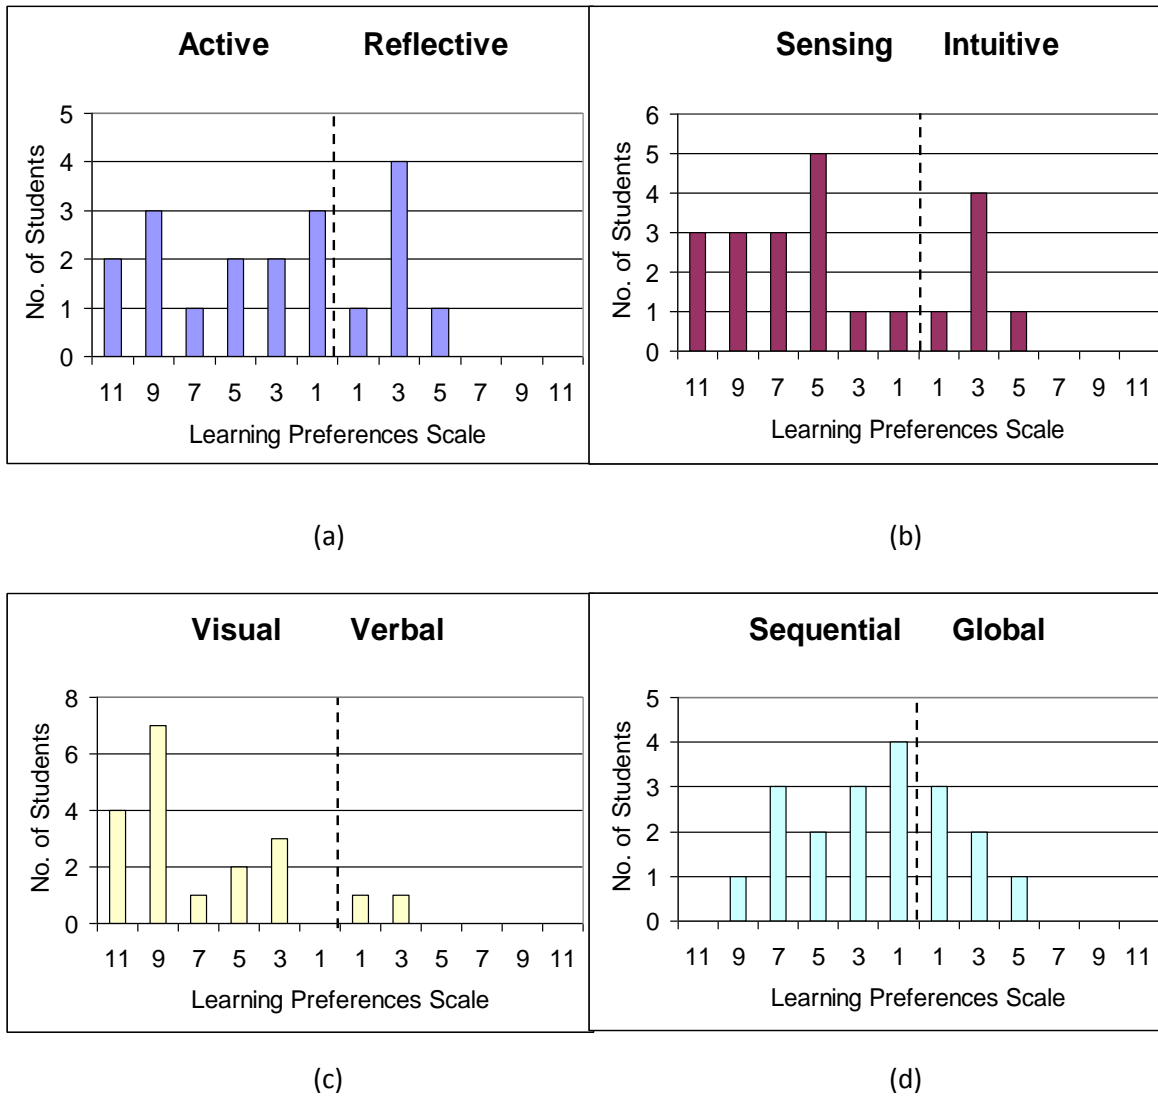 Active Reflective
No. of Students
5
4
3
2
1
0
11 9 7 5 3 1 1 3 5 7 9 11
Learning Preferences Scale
(a)
Sensing Intuitive
No. of Students
6
5
4
3
2
1
0
11 9 7 5 3 1 1 3 5 7 9 11
Learning Preferences Scale
(b)
Visual Verbal
No. of Students
8
6
4
2
0
11 9 7 5 3 1 1 3 5 7 9 11
Learning Preferences Scale
(c)
Sequential Global
No. of Students
5
4
3
2
1
0
11 9 7 5 3 1 1 3 5 7 9 11
Learning Preferences Scale
(d)